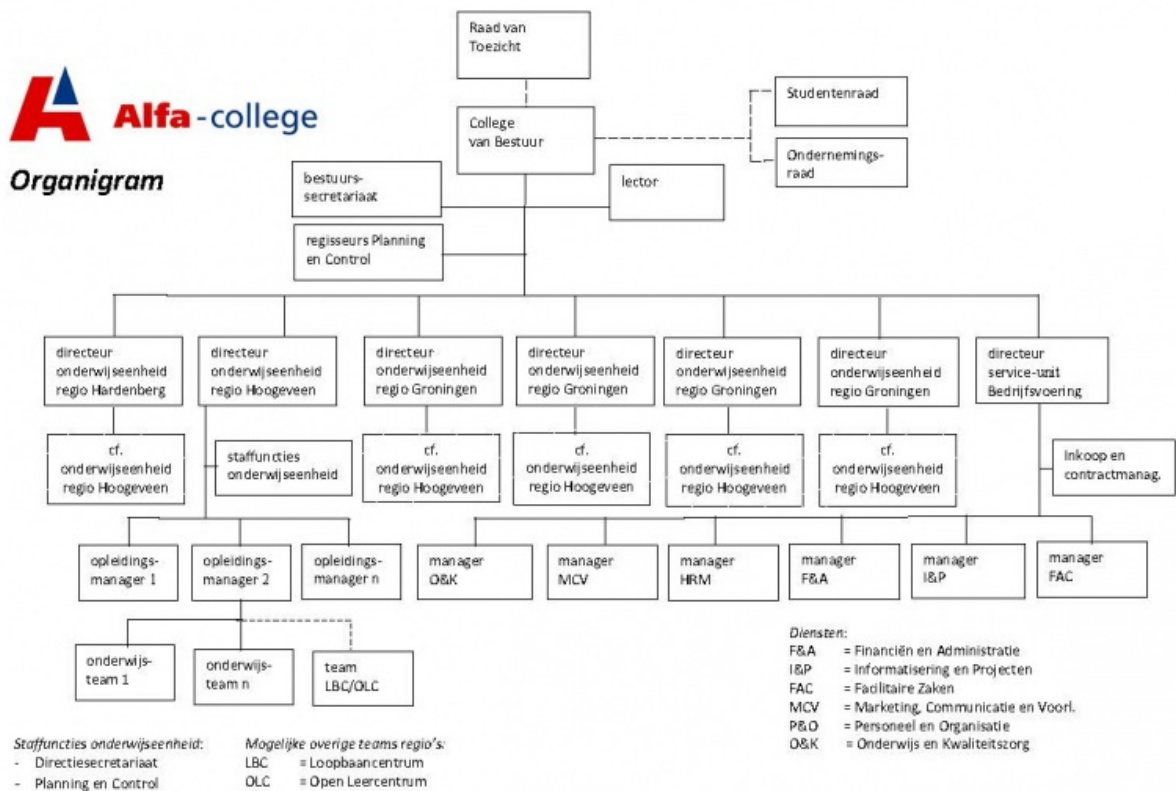 Raad van
Toezicht
Alfa-college
Organigram
College
van Bestuur
Studentenraad
Ondernemings-
raad
bestuurs-
secretariaat
lector
regisseurs Planning
en Control
directeur
onderwijseenheid
regio Hardenberg
directeur
onderwijseenheid
regio Hoogeveen
directeur
onderwijseenheid
regio Groningen
directeur
onderwijseenheid
regio Groningen
directeur
onderwijseenheid
regio Groningen
directeur
onderwijseenheid
regio Groningen
directeur
service-unit
Bedrijfsvoering
cf.
onderwijseenheid
regio Hoogeveen
staffuncties
onderwijseenheid
cf.
onderwijseenheid
regio Hoogeveen
cf.
onderwijseenheid
regio Hoogeveen
cf.
onderwijseenheid
regio Hoogeveen
cf.
onderwijseenheid
regio Hoogeveen
Inkoop en
contractmanag.
opleidings-
manager 1
opleidings-
manager 2
opleidings-
manager n
manager
O&K
manager
MCV
manager
HRM
manager
F&A
manager
I&P
manager
FAC
onderwijs-
team 1
onderwijs-
team n
team
LBC/OLC
Diensten:
F&A = Financiën en Administratie
I&P = Informatisering en Projecten
FAC = Facilitaire Zaken
MCV = Marketing, Communicatie en Voorl.
P&O = Personeel en Organisatie
O&K = Onderwijs en Kwaliteitszorg
Staffuncties onderwijseenheid:
- Directiesecretariaat
- Planning en Control
Mogelijke overige teams regio's:
LBC = Loopbaancentrum
OLC = Open Leercentrum